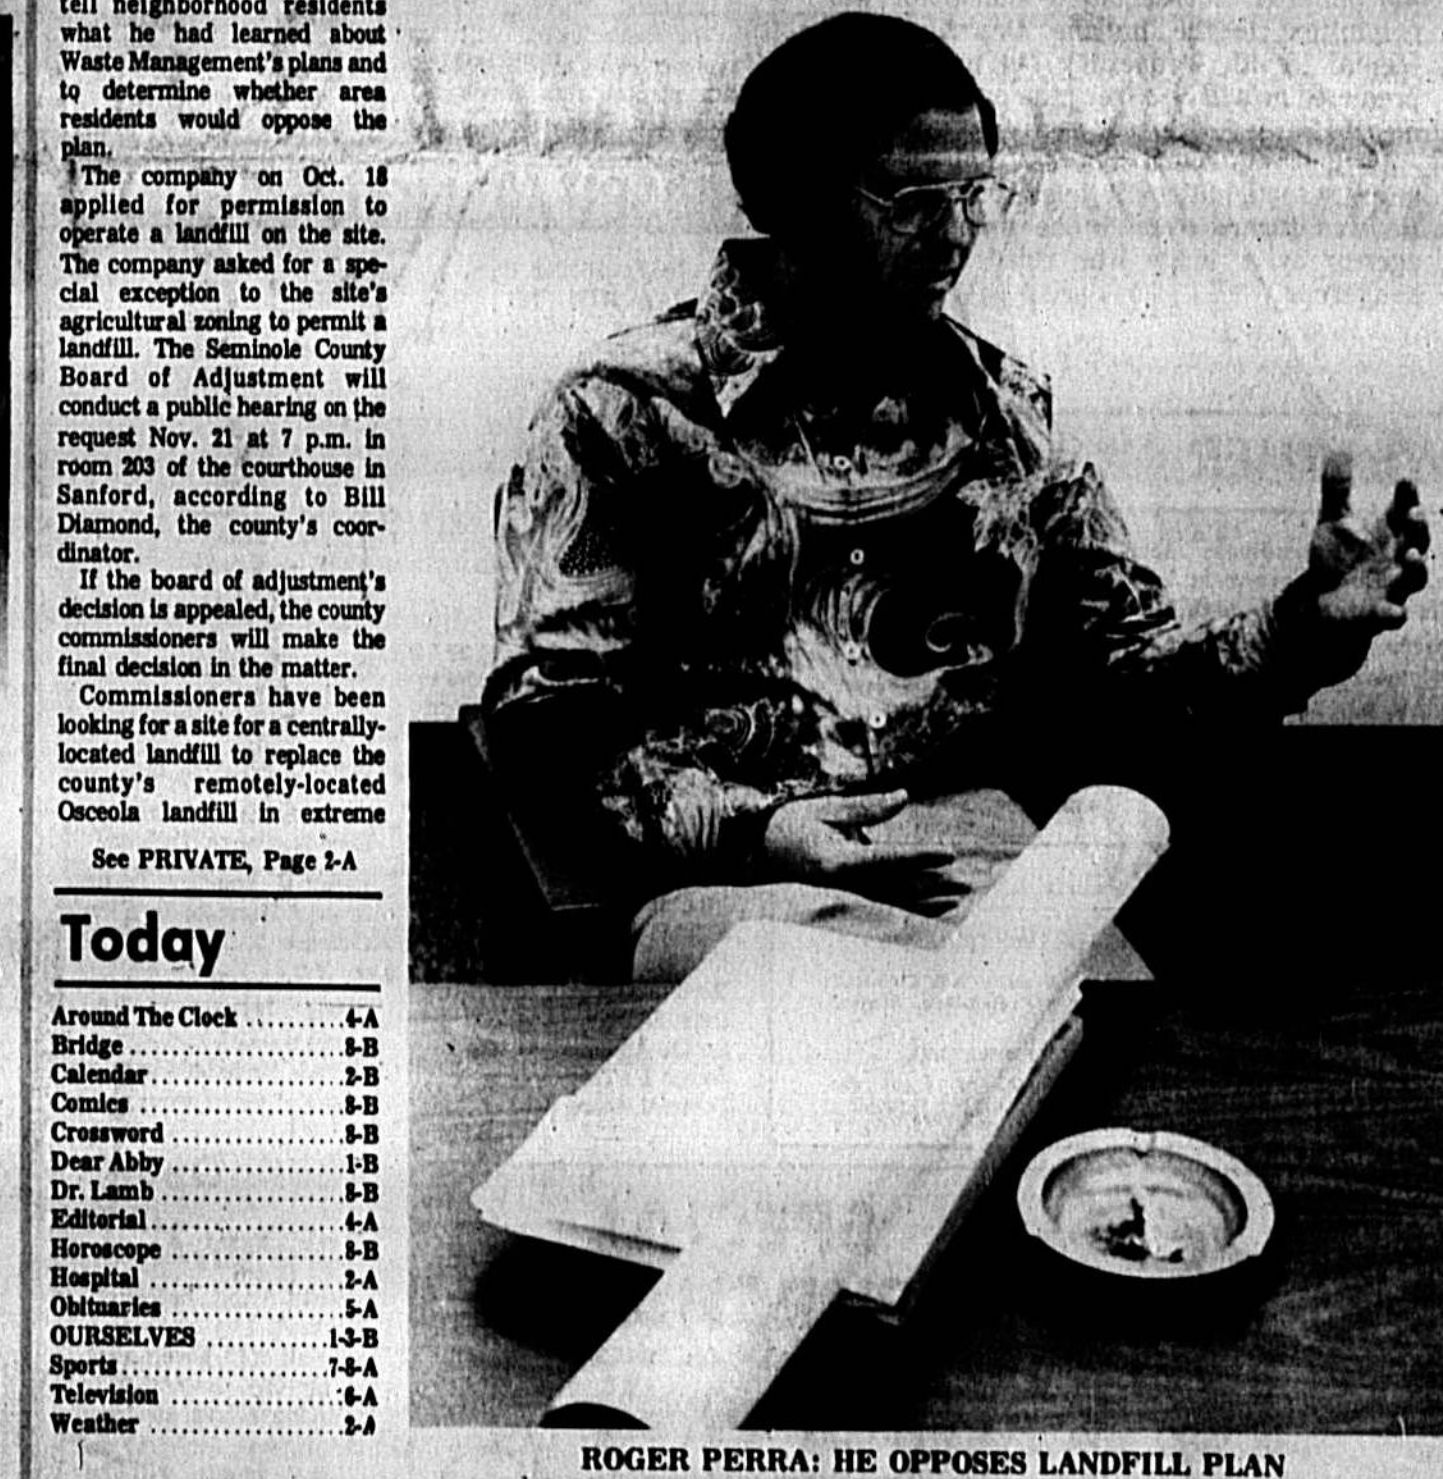 tell neighborhood residents
what he had learned about
Waste Management's plans and
to determine whether area
residents would oppose the
plan.
The company on Oct. 18
applied for permission to
operate a landfill on the site.
The company asked for a spe-
cial exception to the site's
agricultural zoning to permit a
landfill. The Seminole County
Board of Adjustment will
conduct a public hearing on the
request Nov. 21 at 7 p.m. in
room 203 of the courthouse in
Sanford, according to Bill
Diamond, the county's coor-
dinator.
If the board of adjustment's
decision is appealed, the county
commissioners will make the
final decision in the matter.
Commissioners have been
looking for a site for a centrally-
located landfill to replace the
county's remotely-located
Osceola landfill in extreme
See PRIVATE, Page 2-A
Today
Around The Clock ..........4-A
Bridge......................8-B
Calendar....................2-B
Comics .....................8-B
Crossword ..................8-B
Dear Abby ..................1-B
Dr. Lamb ...................8-B
Editorial...................4-A
Horoscope ..................8-B
Hospital ...................2-A
Obituaries .................5-A
OURSELVES ............1-3-B
Sports....................7-8-A
Television .................6-A
Weather ....................2-A
ROGER PERRA: HE OPPOSES LANDFILL PLAN